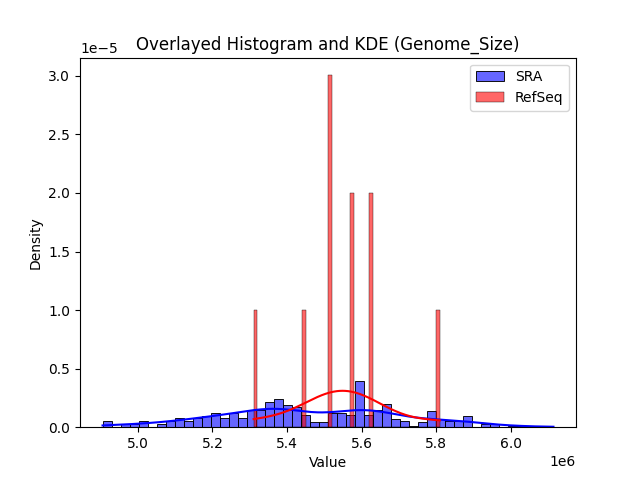 Overlayed Histogram and KDE (Genome_Size)
1e−5
SRA
RefSeq
3.0
2.5
2.0
1.5
1.0
0.5
0.0
Density
5.0 5.2 5.4 5.6 5.8 6.0
Value
1e6